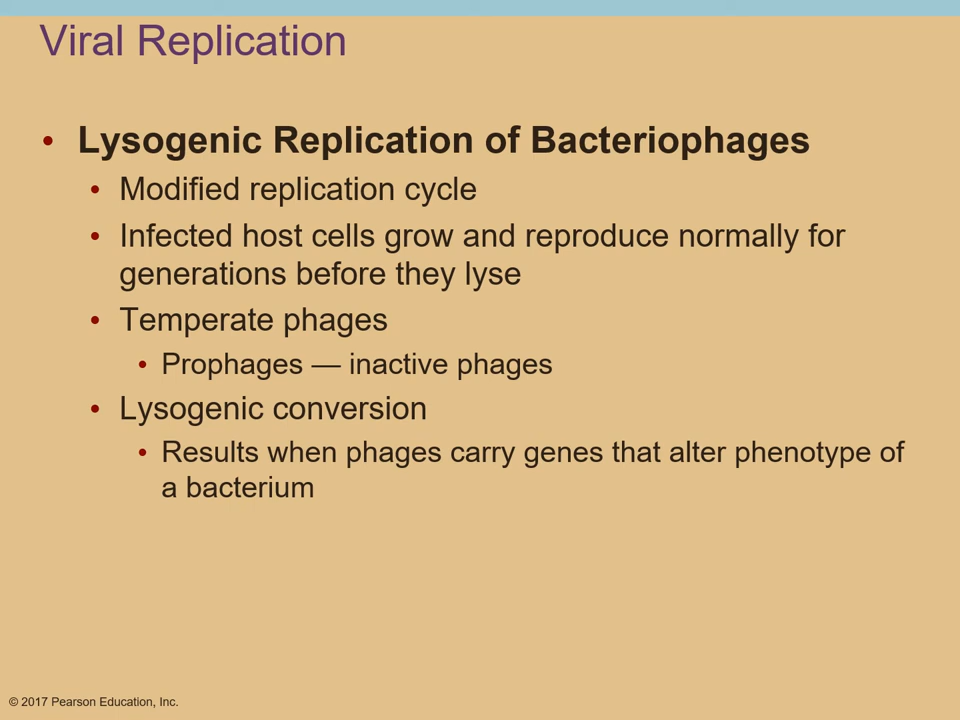 Viral Replication
• Lysogenic Replication of Bacteriophages
• Modified replication cycle
• Infected host cells grow and reproduce normally for
generations before they lyse
• Temperate phages
• Prophages — inactive phages
• Lysogenic conversion
• Results when phages carry genes that alter phenotype of
a bacterium
© 2017 Pearson Education, Inc.